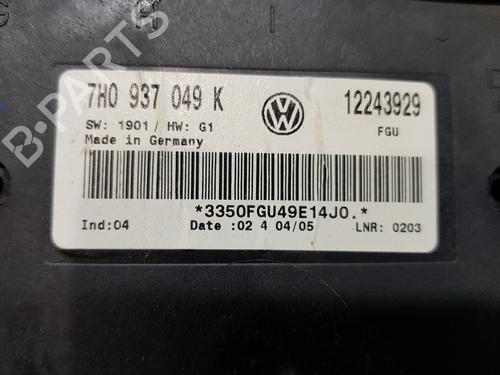 7H0 937 049 K
12243929
SW: 1901 / HW: G1
FGU
Made in Germany
*3350FGU49E14J0.*
Ind:04
Date :02 4 04/05
LNR: 0203